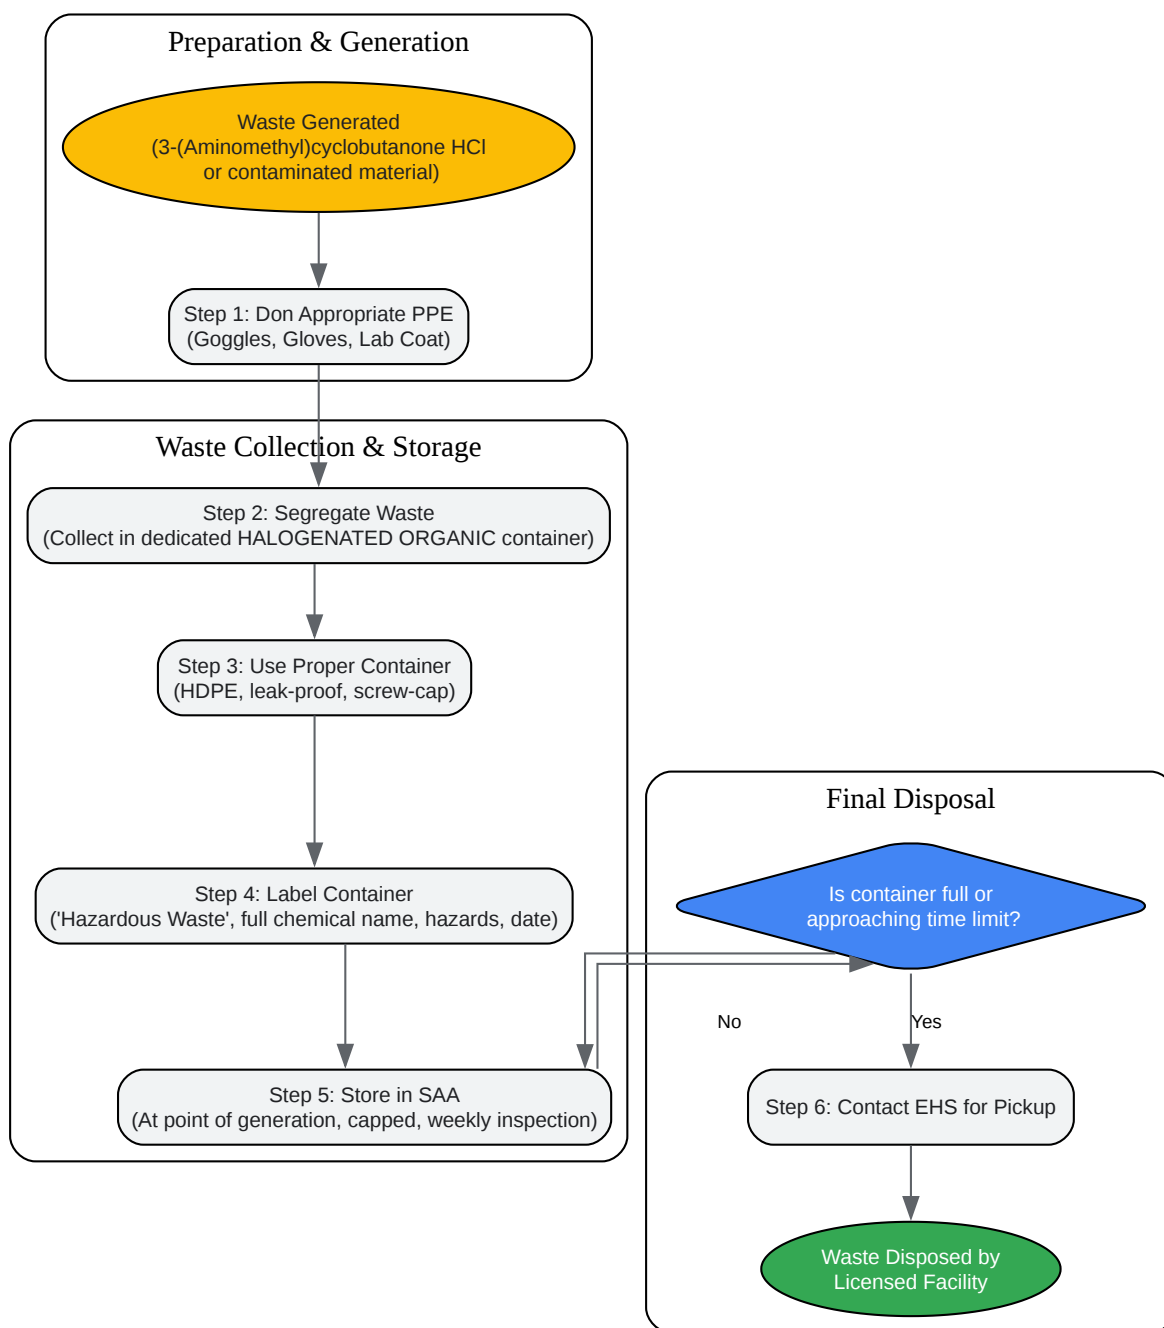 Preparation & Generation
Waste Generated
(3-(Aminomethyl)cyclobutanone HCl
or contaminated material)
Step 1: Don Appropriate PPE
(Goggles, Gloves, Lab Coat)
Waste Collection & Storage
Step 2: Segregate Waste
(Collect in dedicated HALOGENATED ORGANIC container)
Step 3: Use Proper Container
(HDPE, leak-proof, screw-cap)
Step 4: Label Container
('Hazardous Waste', full chemical name, hazards, date)
Step 5: Store in SAA
(At point of generation, capped, weekly inspection)
Final Disposal
Is container full or
approaching time limit?
No
Yes
Step 6: Contact EHS for Pickup
Waste Disposed by
Licensed Facility